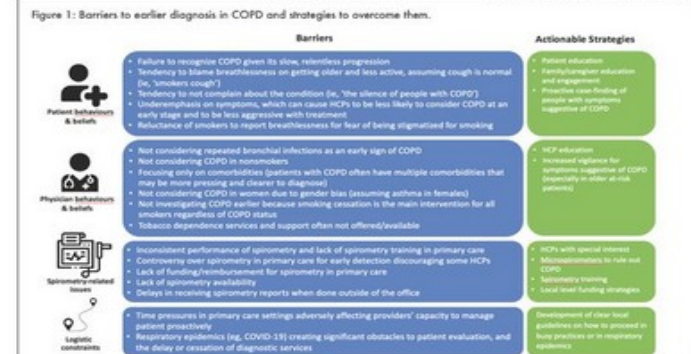 Figure 1: Barriers to earlier diagnosis in COPD and strategies to overcome them.
Barriers
Actionable Strategies
Patient behaviours
& beliefs
• Failure to recognize COPD given its slow, relentless progression
• Tendency to blame breathlessness on getting older and less active, assuming cough is normal
(ie, 'smokers cough')
• Tendency to not complain about the condition (ie, 'the silence of people with COPD')
• Underemphasis on symptoms, which can cause HCPs to be less likely to consider COPD at an
early stage and to be less aggressive with treatment
• Reluctance of smokers to report breathlessness for fear of being stigmatized for smoking
• Patient education
• Family/caregiver education
and engagement
• Proactive case-finding of
people with symptoms
suggestive of COPD
Physician behaviours
& beliefs
• Not considering repeated bronchial infections as an early sign of COPD
• Not considering COPD in nonsmokers
• Focusing only on comorbidities (patients with COPD often have multiple comorbidities that
may be more pressing and clearer to diagnose)
• Not considering COPD in women due to gender bias (assuming asthma in females)
• Not investigating COPD earlier because smoking cessation is the main intervention for all
smokers regardless of COPD status
• Tobacco dependence services and support often not offered/available
• HCP education
• Increased vigilance for
symptoms suggestive of COPD
(especially in older at-risk
patients)
Spirometry-related
issues
• Inconsistent performance of spirometry and lack of spirometry training in primary care
• Controversy over spirometry in primary care for early detection discouraging some HCPs
• Lack of funding/reimbursement for spirometry in primary care
• Lack of spirometry availability
• Delays in receiving spirometry reports when done outside of the office
• HCPs with special interest
• Microspirometers to rule out
COPD
• Spirometry training
• Local level funding strategies
Logistic
constraints
• Time pressures in primary care settings adversely affecting providers' capacity to manage
patient proactively
• Respiratory epidemics (eg, COVID-19) creating significant obstacles to patient evaluation, and
the delay or cessation of diagnostic services
Development of clear local
guidelines on how to proceed in
busy practices or in respiratory
epidemics